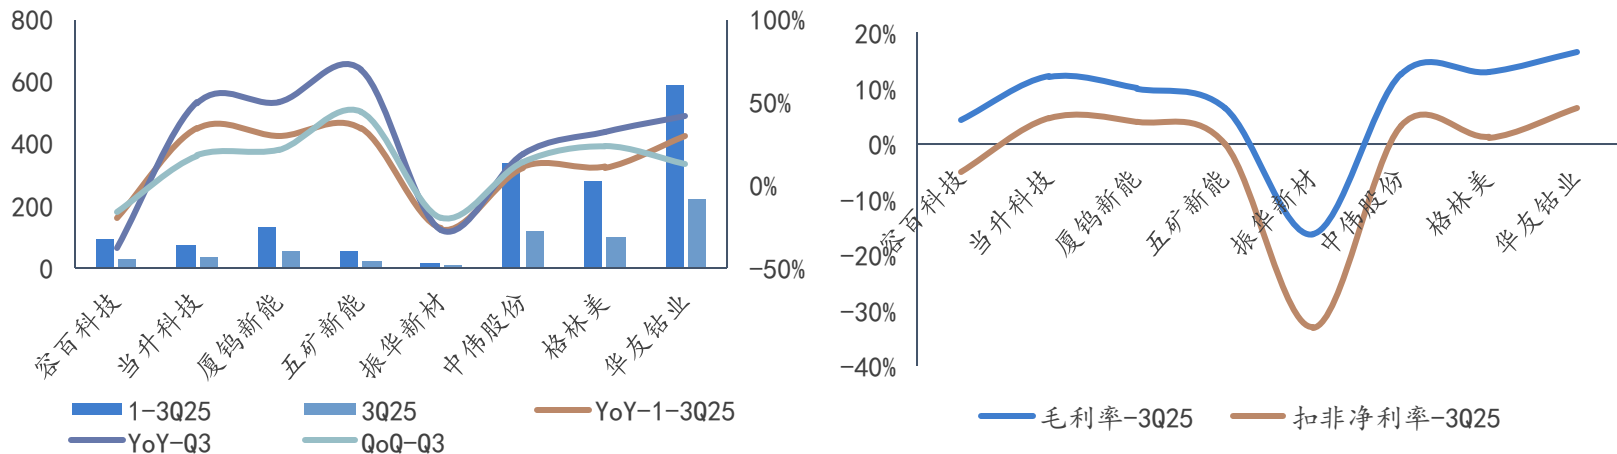 800
600
400
200
0
100%
50%
0%
-50%
容百科技
当升科技
厦钨新能
五矿新能
振华新材
中伟股份
格林美
华友钴业
1-3Q25
3Q25
YoY-1-3Q25
YoY-Q3
QoQ-Q3
20%
10%
0%
-10%
-20%
-30%
-40%
容百科技
当升科技
厦钨新能
五矿新能
振华新材
中伟股份
格林美
华友钴业
毛利率-3Q25
扣非净利率-3Q25